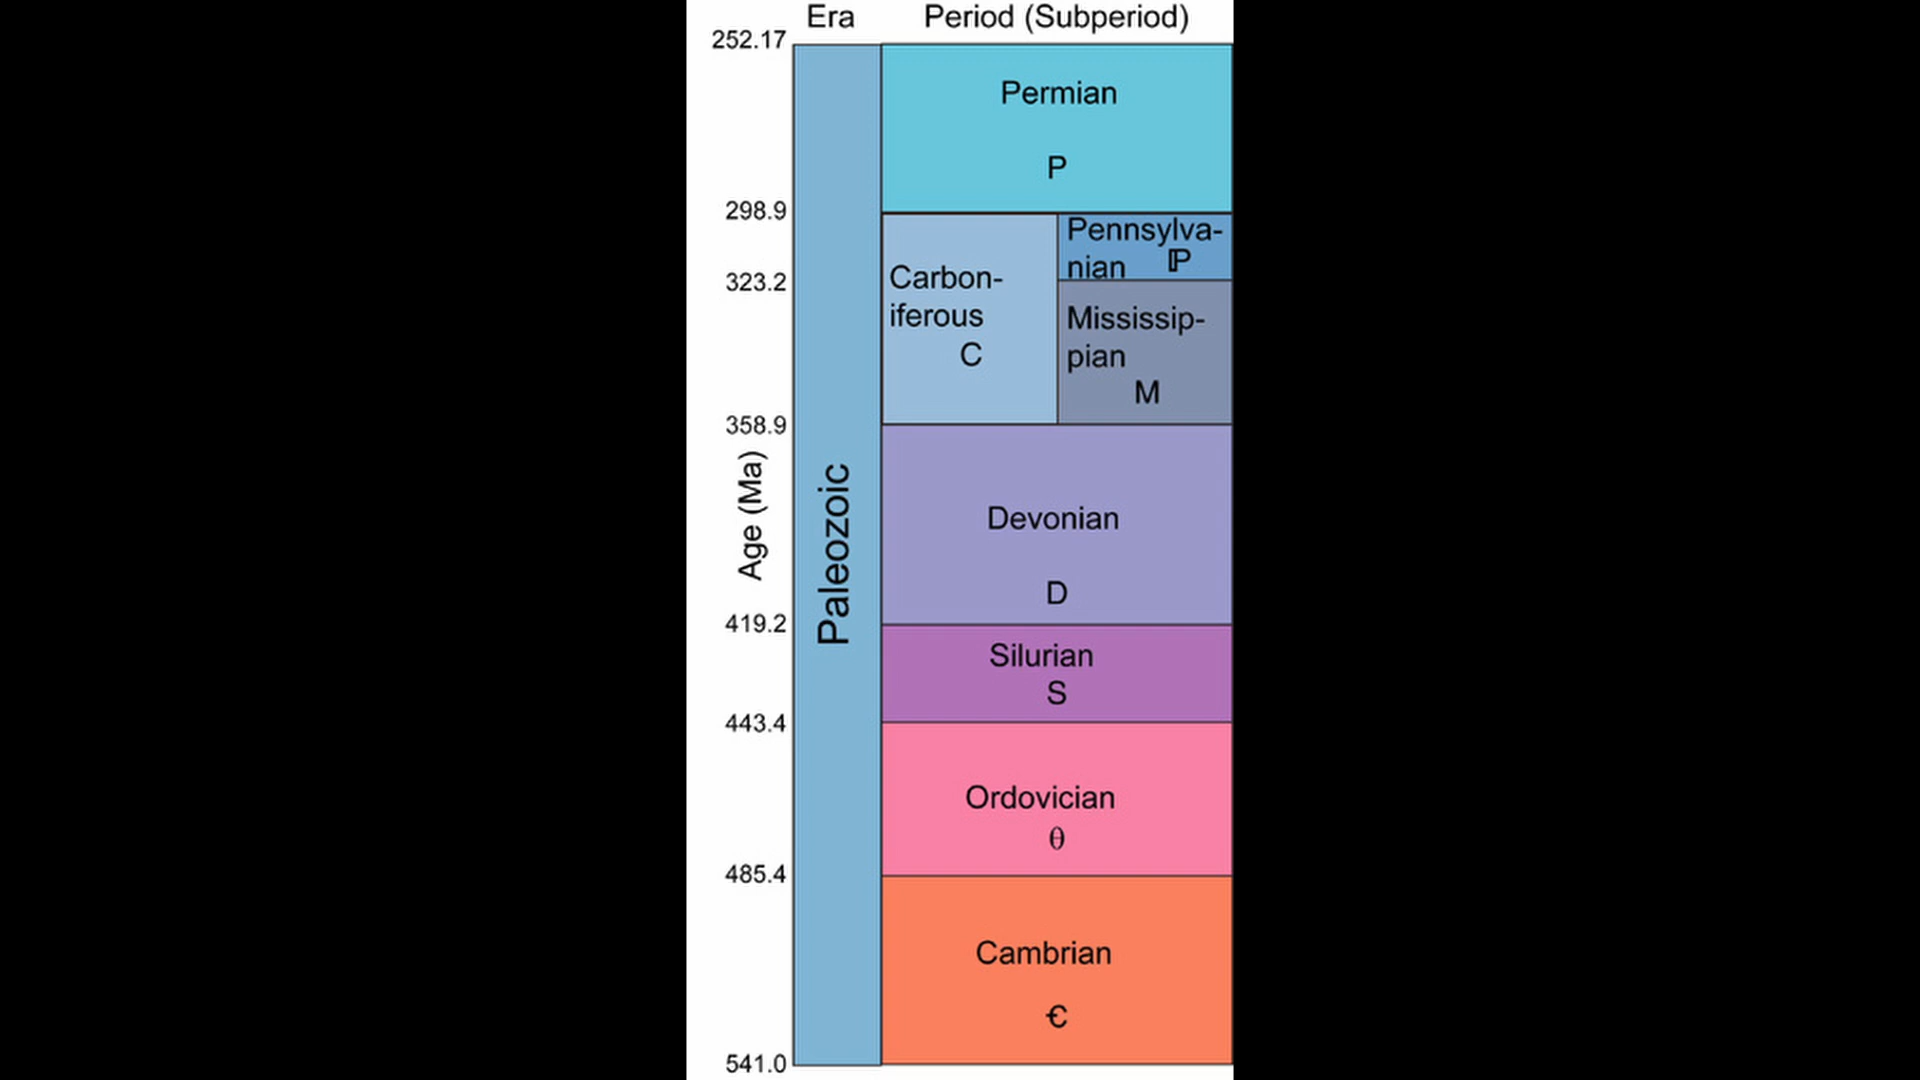 Era Period (Subperiod)
252.17
Permian
P
298.9
Pennsylva-
nian ℙ
Carbon-
iferous
C
323.2
Mississip-
pian
M
358.9
Age (Ma)
Paleozoic
Devonian
D
419.2
Silurian
S
443.4
Ordovician
θ
485.4
Cambrian
Ꞓ
541.0